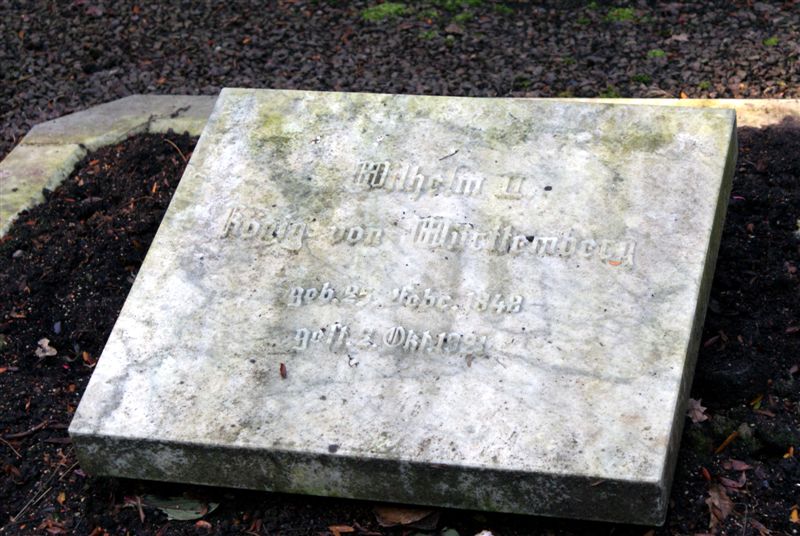 Wilhelm II.
König von Württemberg
geb. 25. Febr. 1848
gest. 2. Okt. 1921